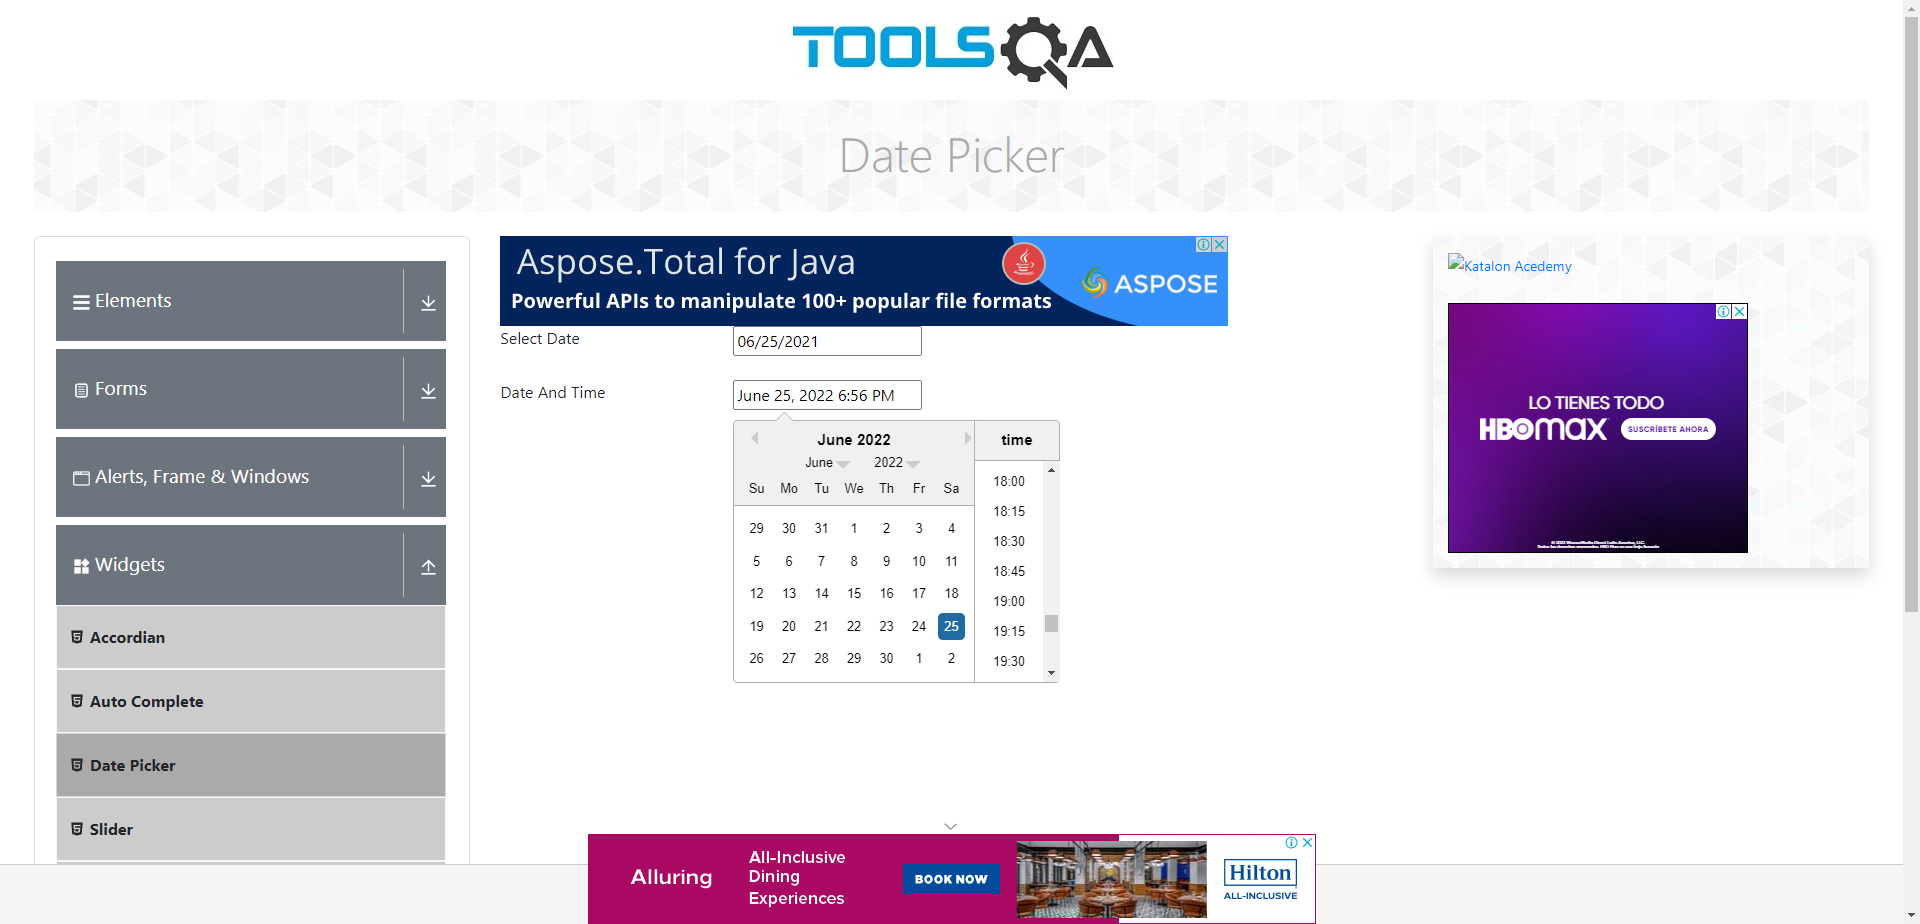 TOOLSQA
Date Picker
Elements
Forms
Alerts, Frame & Windows
Widgets
Accordian
Auto Complete
Date Picker
Slider
Aspose.Total for Java
Powerful APIs to manipulate 100+ popular file formats
ASPOSE
Select Date
06/25/2021
Date And Time
June 25, 2022 6:56 PM
June 2022
June 2022
Su Mo Tu We Th Fr Sa
29 30 31 1 2 3 4
5 6 7 8 9 10 11
12 13 14 15 16 17 18
19 20 21 22 23 24 25
26 27 28 29 30 1 2
time
18:00
18:15
18:30
18:45
19:00
19:15
19:30
Katalon Acedemy
LO TIENES TODO
HBOMAX
SUSCRÍBETE AHORA
Alluring
All-Inclusive
Dining
Experiences
BOOK NOW
Hilton
ALL-INCLUSIVE